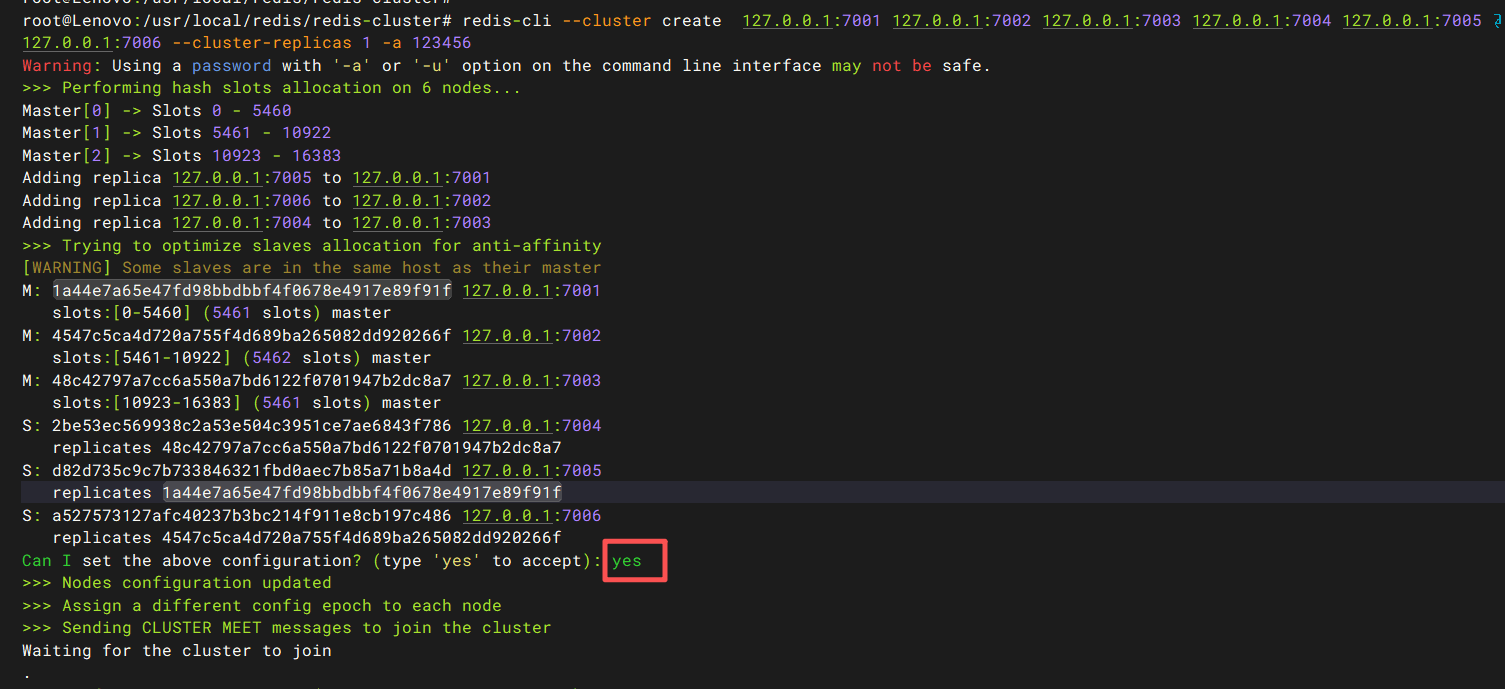 root@Lenovo:/usr/local/redis/redis-cluster#
root@Lenovo:/usr/local/redis/redis-cluster# redis-cli --cluster create  127.0.0.1:7001 127.0.0.1:7002 127.0.0.1:7003 127.0.0.1:7004 127.0.0.1:7005
127.0.0.1:7006 --cluster-replicas 1 -a 123456
Warning: Using a password with '-a' or '-u' option on the command line interface may not be safe.
>>> Performing hash slots allocation on 6 nodes...
Master[0] -> Slots 0 - 5460
Master[1] -> Slots 5461 - 10922
Master[2] -> Slots 10923 - 16383
Adding replica 127.0.0.1:7005 to 127.0.0.1:7001
Adding replica 127.0.0.1:7006 to 127.0.0.1:7002
Adding replica 127.0.0.1:7004 to 127.0.0.1:7003
>>> Trying to optimize slaves allocation for anti-affinity
[WARNING] Some slaves are in the same host as their master
M: 1a44e7a65e47fd98bbdbbf4f0678e4917e89f91f 127.0.0.1:7001
   slots:[0-5460] (5461 slots) master
M: 4547c5ca4d720a755f4d689ba265082dd920266f 127.0.0.1:7002
   slots:[5461-10922] (5462 slots) master
M: 48c42797a7cc6a550a7bd6122f0701947b2dc8a7 127.0.0.1:7003
   slots:[10923-16383] (5461 slots) master
S: 2be53ec569938c2a53e504c3951ce7ae6843f786 127.0.0.1:7004
   replicates 48c42797a7cc6a550a7bd6122f0701947b2dc8a7
S: d82d735c9c7b733846321fbd0aec7b85a71b8a4d 127.0.0.1:7005
   replicates 1a44e7a65e47fd98bbdbbf4f0678e4917e89f91f
S: a527573127afc40237b3bc214f911e8cb197c486 127.0.0.1:7006
   replicates 4547c5ca4d720a755f4d689ba265082dd920266f
Can I set the above configuration? (type 'yes' to accept): yes
>>> Nodes configuration updated
>>> Assign a different config epoch to each node
>>> Sending CLUSTER MEET messages to join the cluster
Waiting for the cluster to join
.